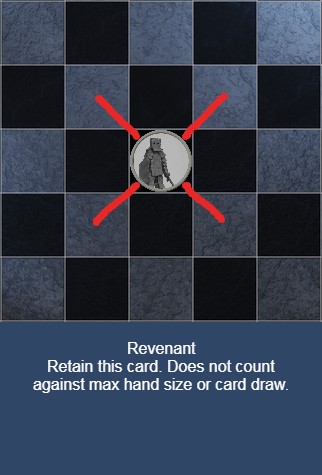 Revenant
Retain this card. Does not count
against max hand size or card draw.